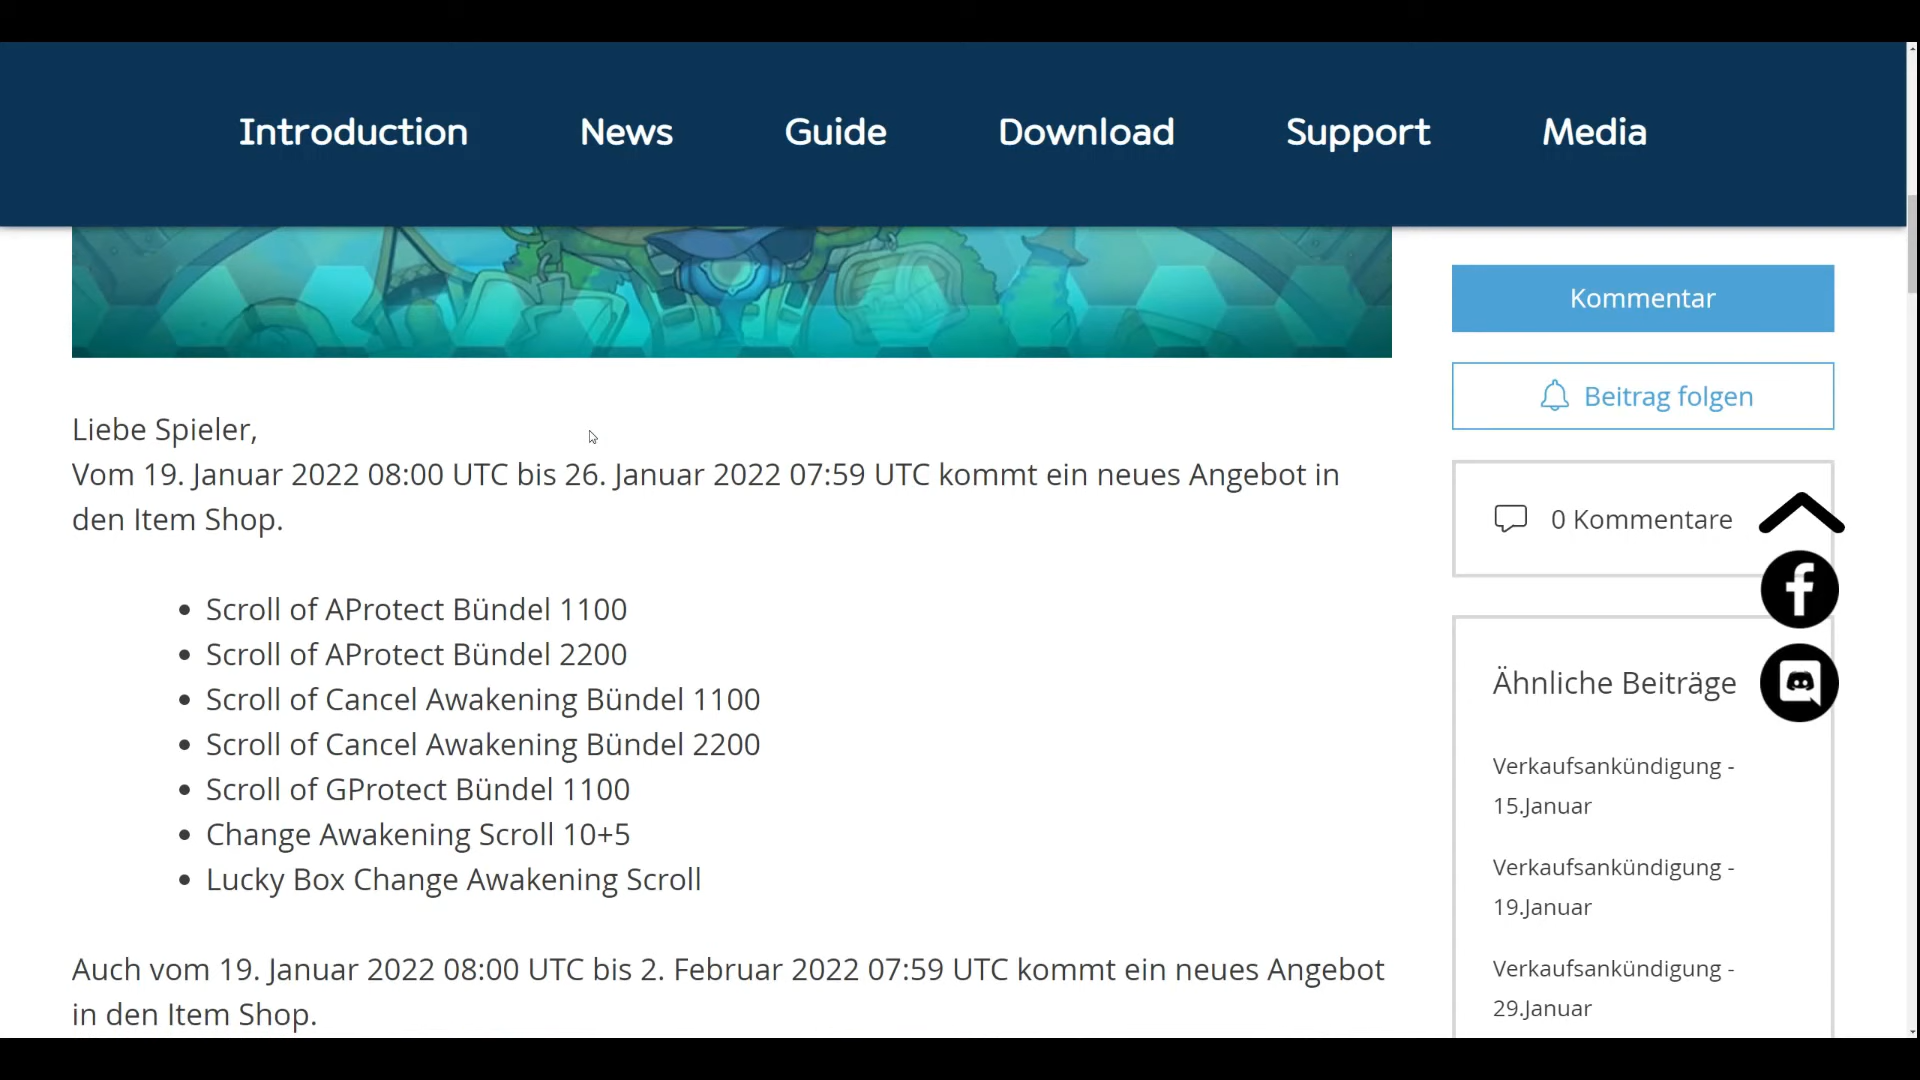 Introduction News Guide Download Support Media
Liebe Spieler,
Vom 19. Januar 2022 08:00 UTC bis 26. Januar 2022 07:59 UTC kommt ein neues Angebot in
den Item Shop.
• Scroll of AProtect Bündel 1100
• Scroll of AProtect Bündel 2200
• Scroll of Cancel Awakening Bündel 1100
• Scroll of Cancel Awakening Bündel 2200
• Scroll of GProtect Bündel 1100
• Change Awakening Scroll 10+5
• Lucky Box Change Awakening Scroll
Auch vom 19. Januar 2022 08:00 UTC bis 2. Februar 2022 07:59 UTC kommt ein neues Angebot
in den Item Shop.
Kommentar
Beitrag folgen
0 Kommentare
Ähnliche Beiträge
Verkaufsankündigung -
15.Januar
Verkaufsankündigung -
19.Januar
Verkaufsankündigung -
29.Januar